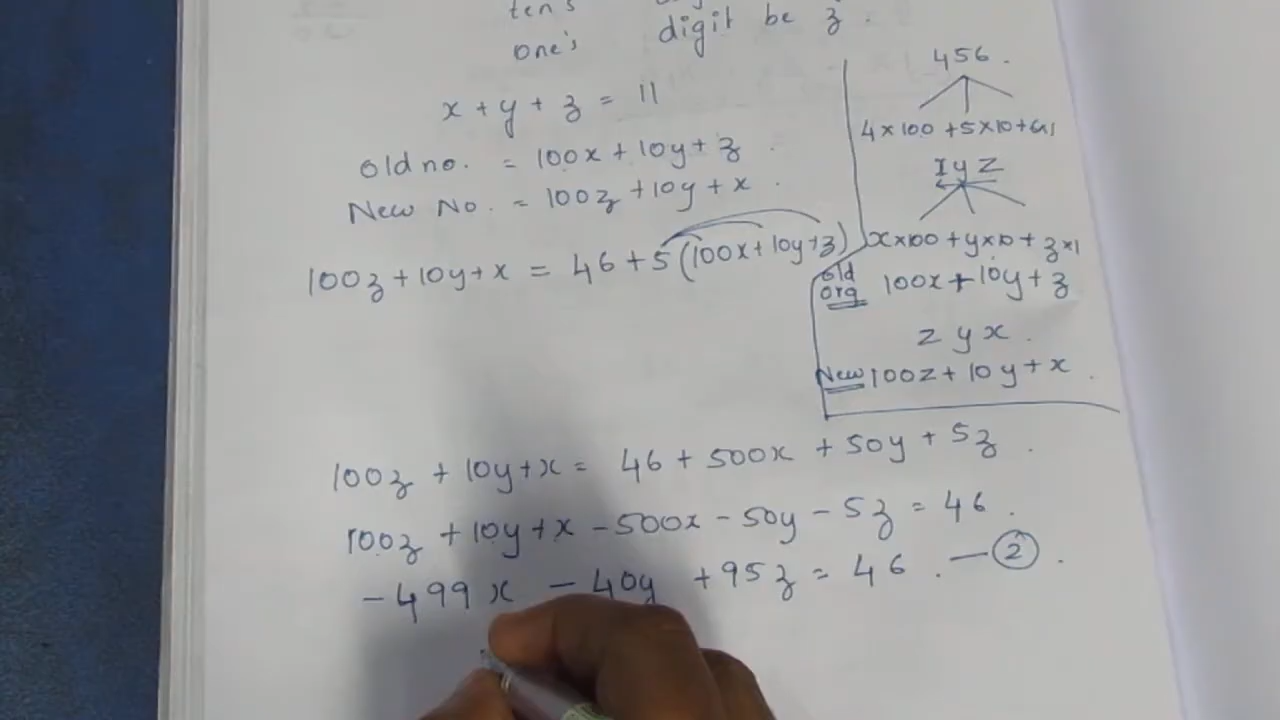 ten's
one's digit be z.
x + y + z = 11
Old no. = 100x + 10y + z.
New No. = 100z + 10y + x.
100z + 10y + x = 46 + 5(100x + 10y + z)
456.
4×100 + 5×10 +
x y z
x×100 + y×10 + z×1
old
org 100x + 10y + z
z y x.
New 100z + 10y + x.
100z + 10y + x = 46 + 500x + 50y + 5z.
100z + 10y + x - 500x - 50y - 5z = 46.
- 499x - 40y + 95z = 46. — 2.